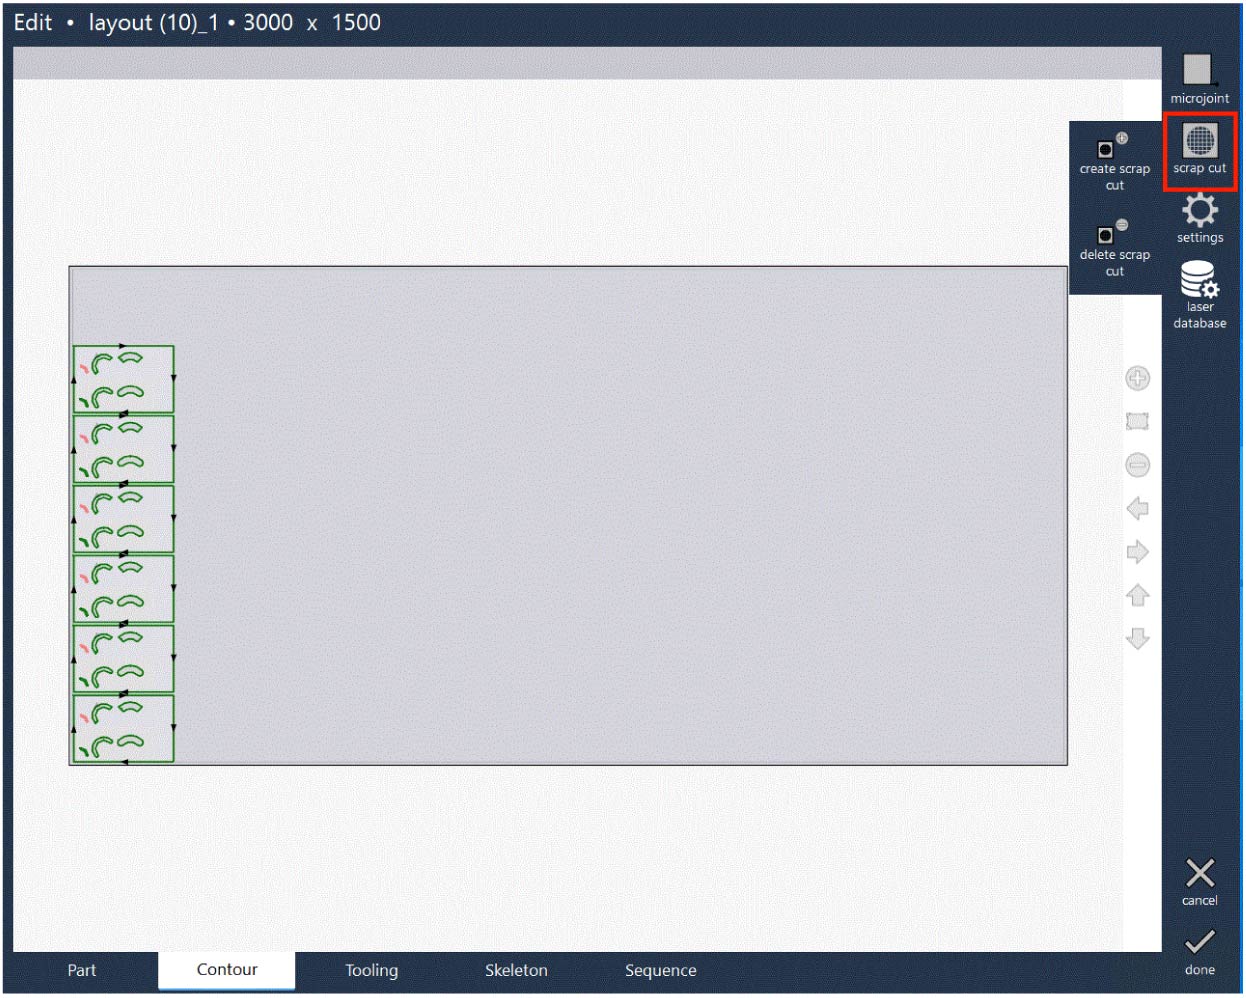 Edit • layout (10)_1 • 3000 x 1500
microjoint
scrap cut
create scrap
cut
delete scrap
cut
settings
laser
database
cancel
done
Part
Contour
Tooling
Skeleton
Sequence